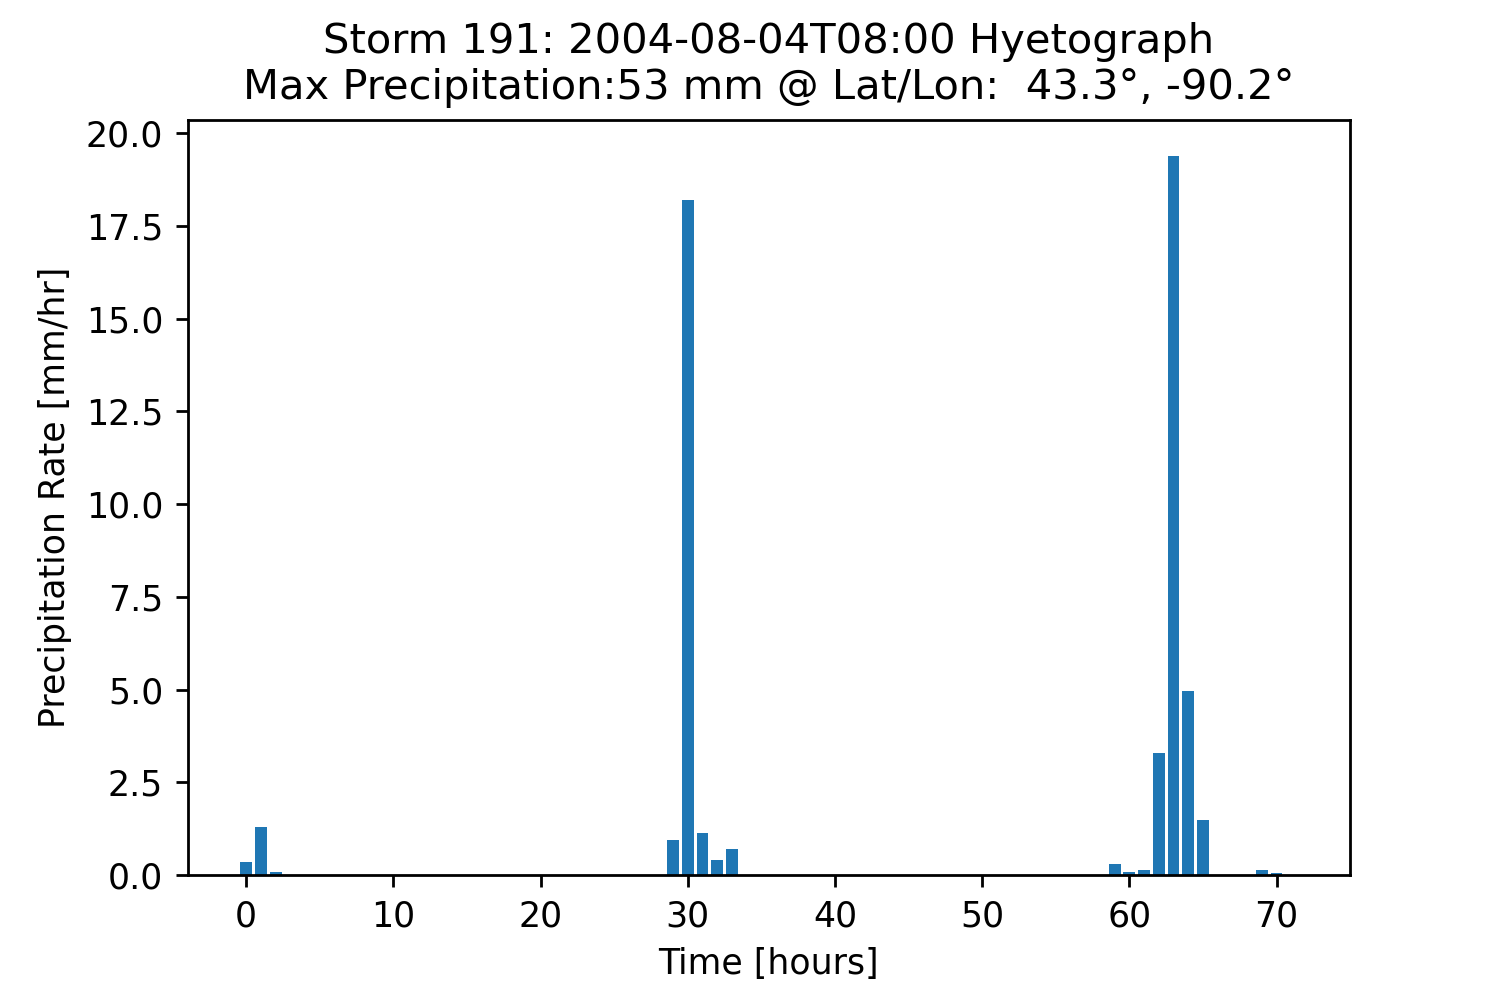 Storm 191: 2004-08-04T08:00 Hyetograph
Max Precipitation:53 mm @ Lat/Lon:  43.3°, -90.2°
20.0
17.5
15.0
12.5
10.0
7.5
5.0
2.5
0.0
Precipitation Rate [mm/hr]
0 10 20 30 40 50 60 70
Time [hours]